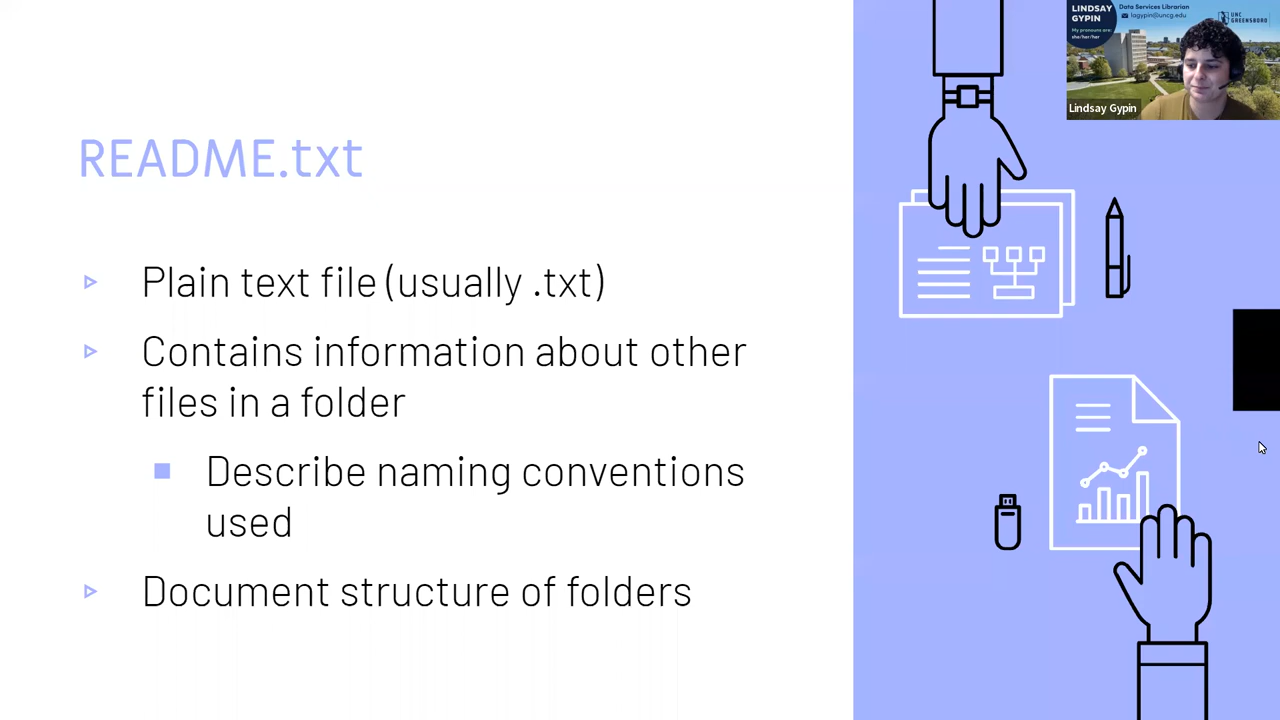 README.txt
Plain text file (usually .txt)
Contains information about other
files in a folder
Describe naming conventions
used
Document structure of folders
LINDSAY
GYPIN
My pronouns are:
she/her/her
Data Services Librarian
lagypin@uncg.edu
UNC
GREENSBORO
Lindsay Gypin